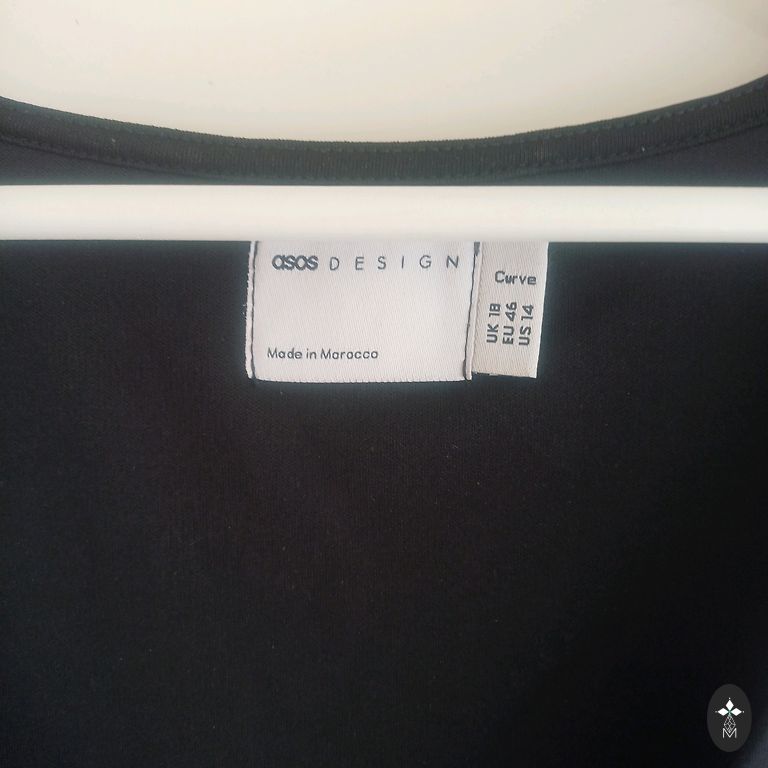 asos DESIGN
Made in Morocco
Curve
UK 18
EU 46
US 14
M